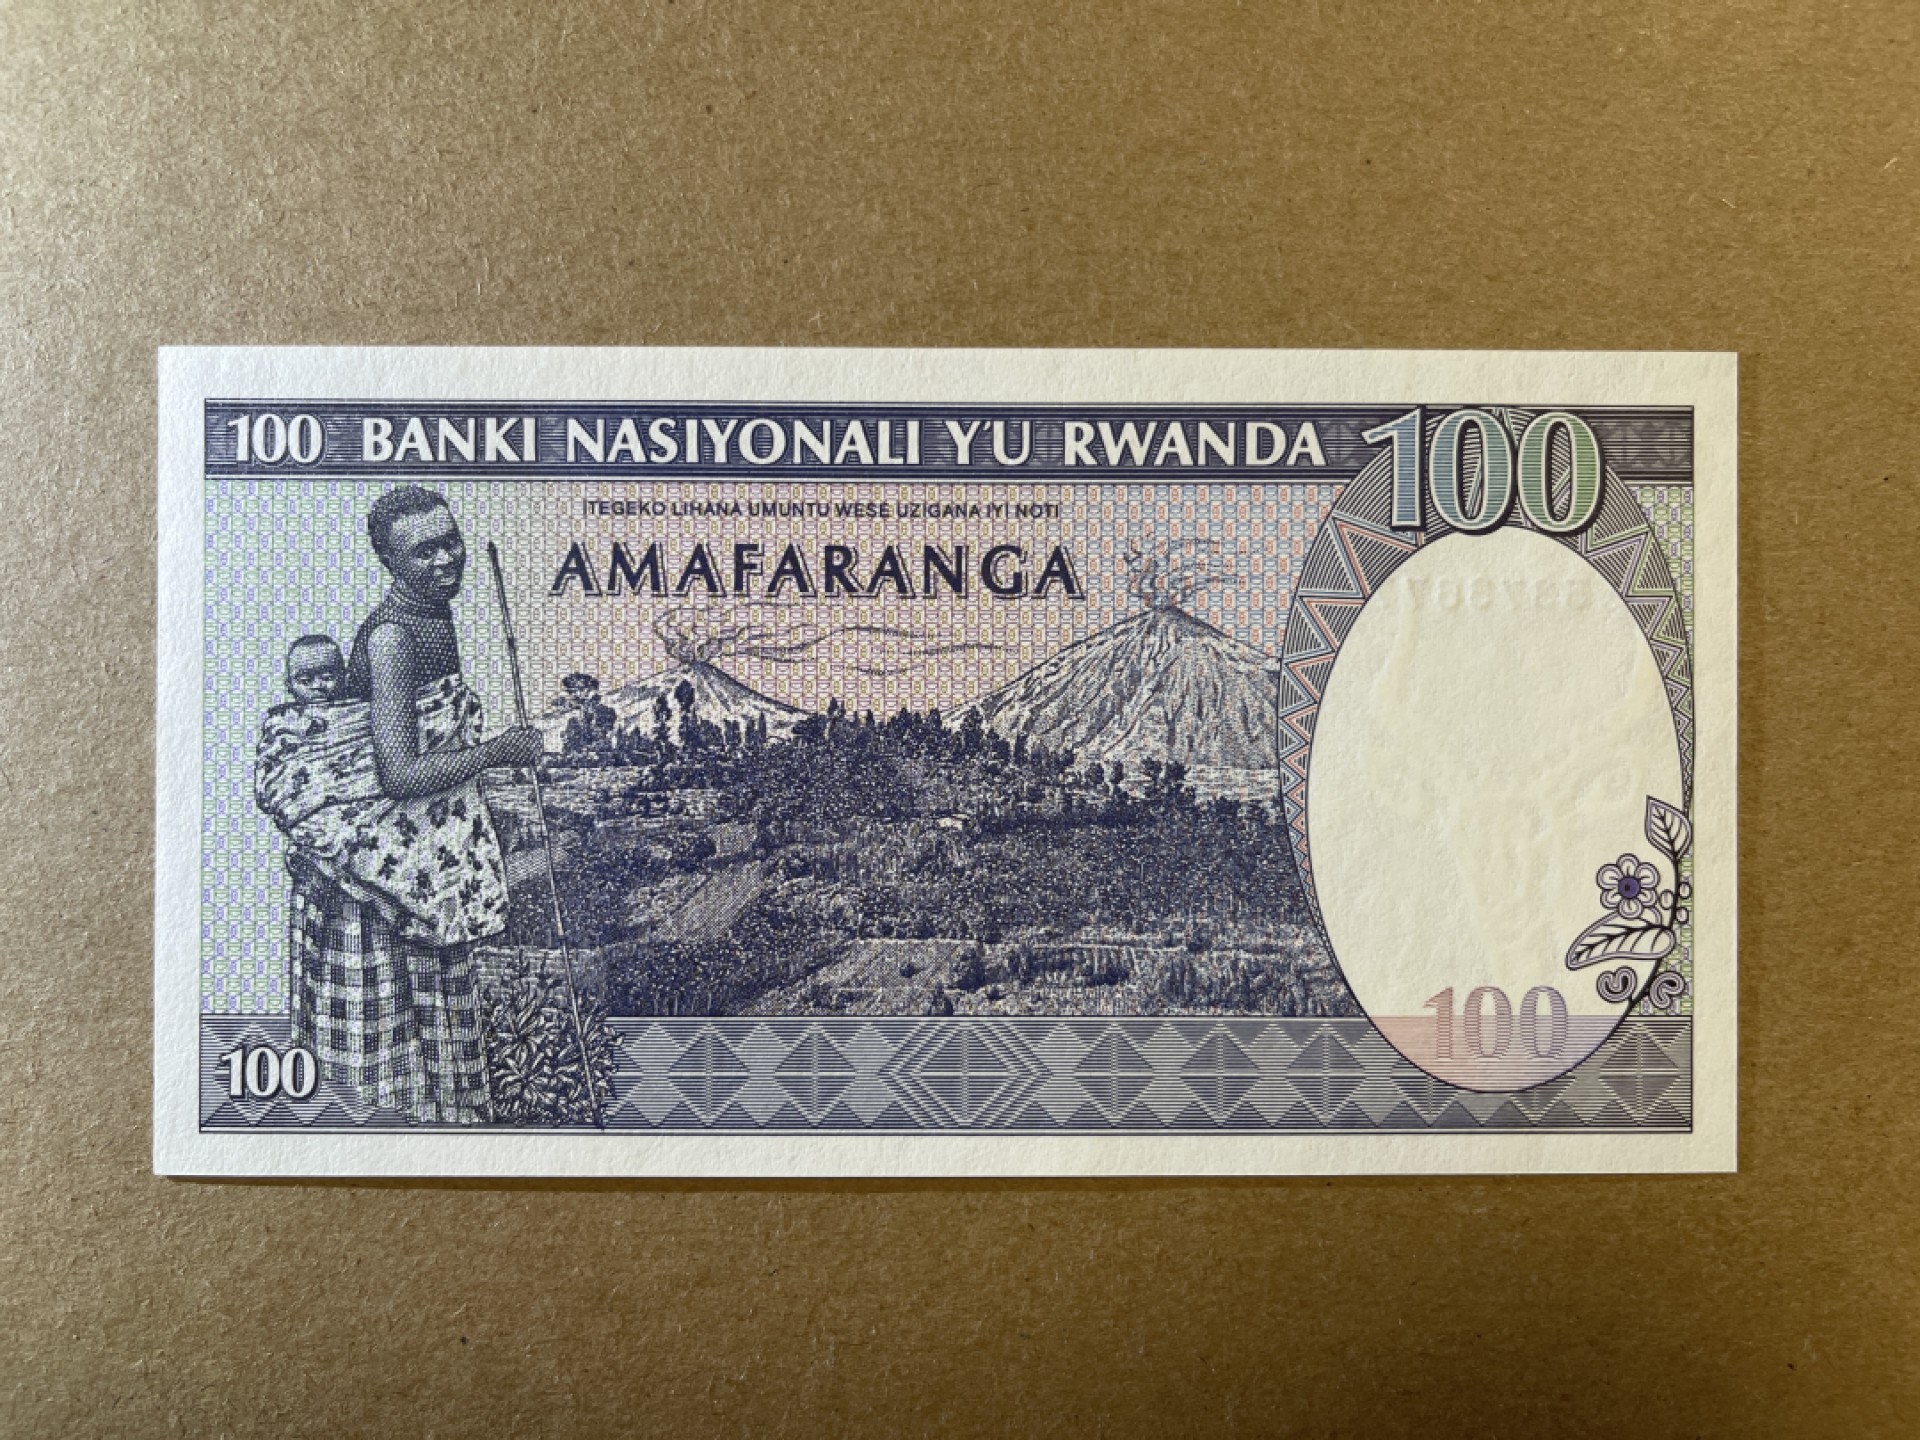 100 BANKI NASIYONALI Y'U RWANDA 100
ITEGEKO LIHANA UMUNTU WESE UZIGANA IYI NOTI
AMAFARANGA
100
100